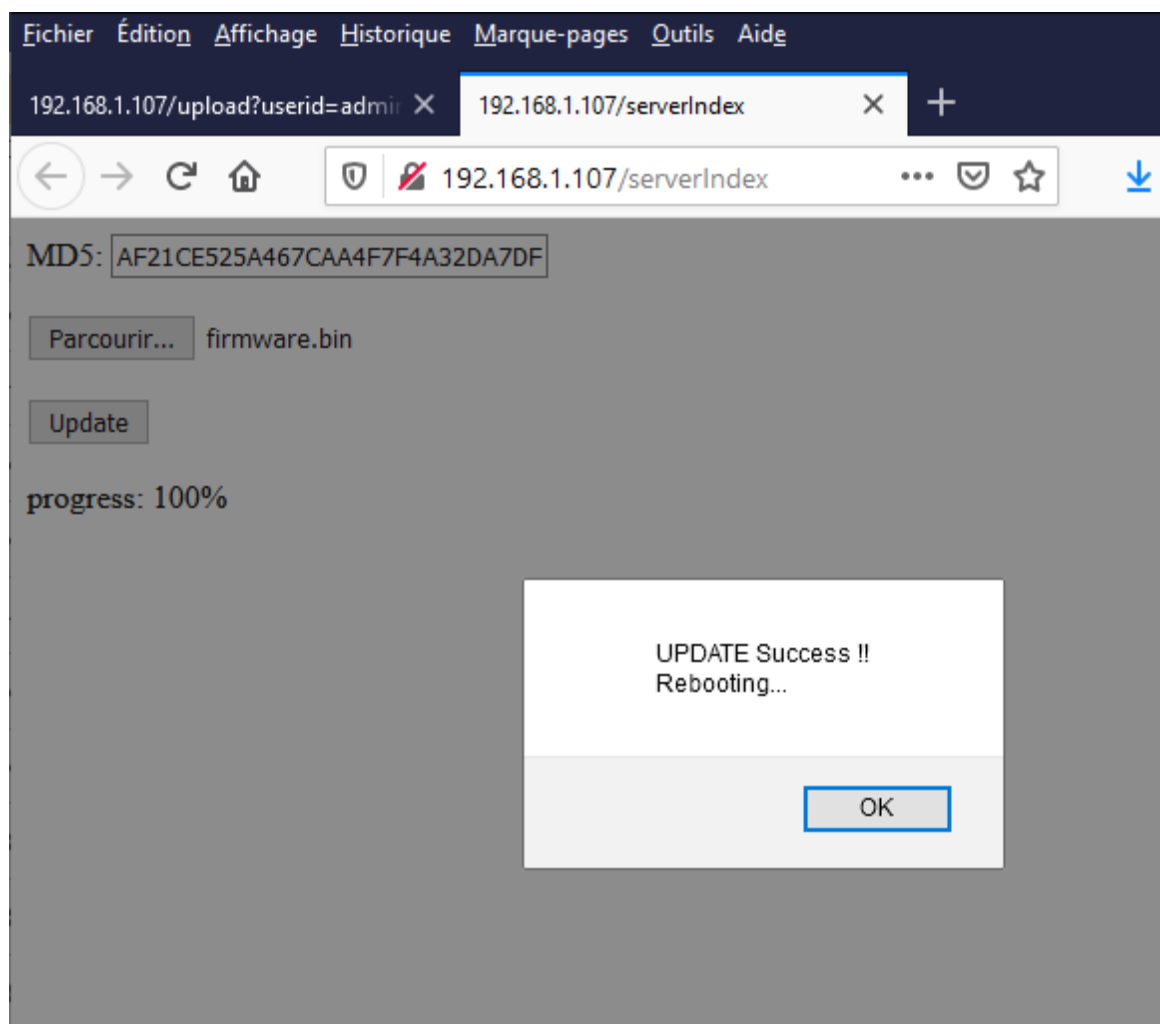 Fichier Édition Affichage Historique Marque-pages Outils Aide
192.168.1.107/upload?userid=admir 192.168.1.107/serverIndex
192.168.1.107/serverIndex
MD5: AF21CE525A467CAA4F7F4A32DA7DF
Parcourir... firmware.bin
Update
progress: 100%
UPDATE Success !!
Rebooting...
OK